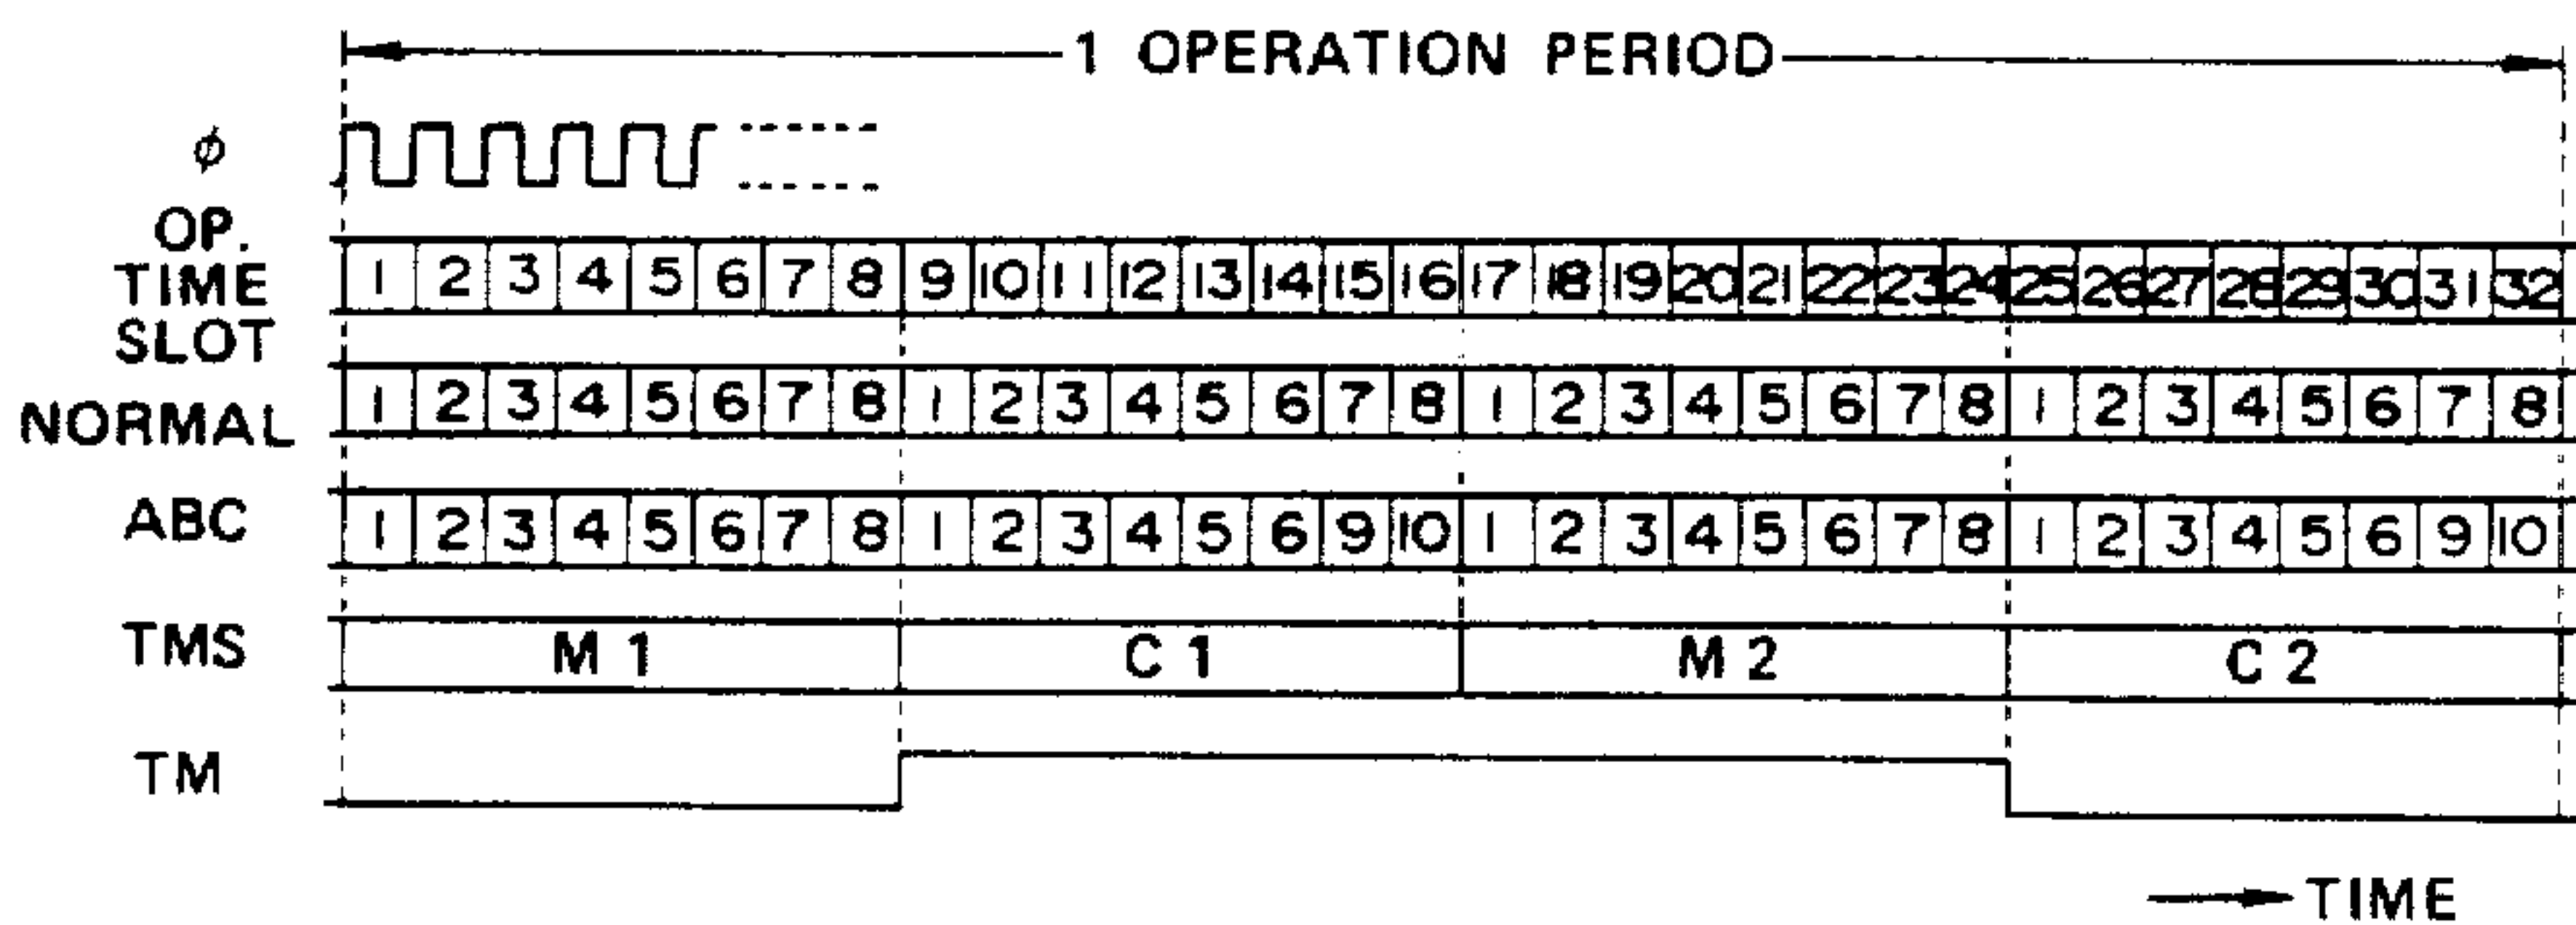 1 OPERATION PERIOD
φ
OP.
TIME
SLOT
1 2 3 4 5 6 7 8 9 10 11 12 13 14 15 16 17 18 19 20 21 22 23 24 25 26 27 28 29 30 31 32
NORMAL 1 2 3 4 5 6 7 8 1 2 3 4 5 6 7 8 1 2 3 4 5 6 7 8 1 2 3 4 5 6 7 8
ABC 1 2 3 4 5 6 7 8 1 2 3 4 5 6 9 10 1 2 3 4 5 6 7 8 1 2 3 4 5 6 9 10
TMS M1 C1 M2 C2
TM
TIME